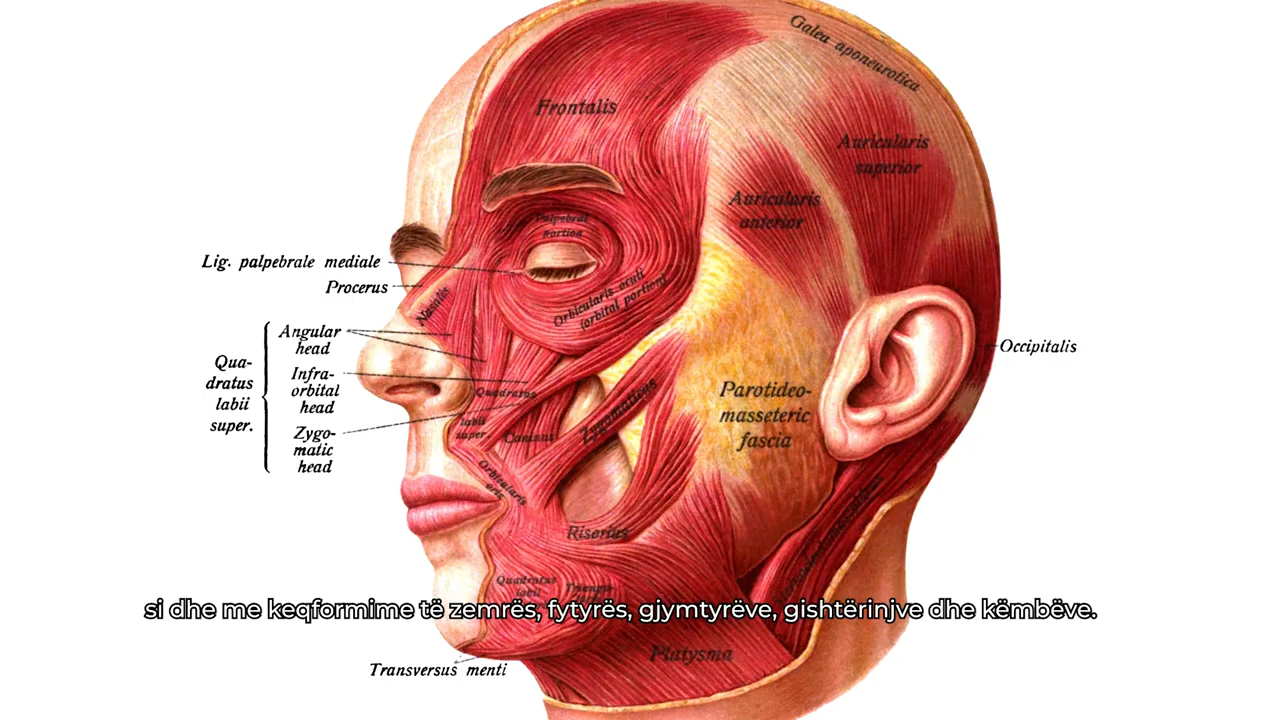 Galea aponeurotica
Frontalis
Auricularis
superior
Auricularis
anterior
Palpebral
portion
Lig. palpebrale mediale
Procerus
Nasalis
Orbicularis oculi
(orbital portion)
Angular
head
Infra-
orbital
head
Zygo-
matic
head
Qua-
dratus
labii
super.
Occipitalis
Quadratus
labii
super.
Caninus
Zygomaticus
Parotideo-
masseteric
fascia
Orbicularis
oris
Risorius
Quadratus
labii
si dhe me keqformime të zemrës, fytyrës, gjymtyrëve, gishtërinjve dhe këmbëve.
Platysma
Transversus menti